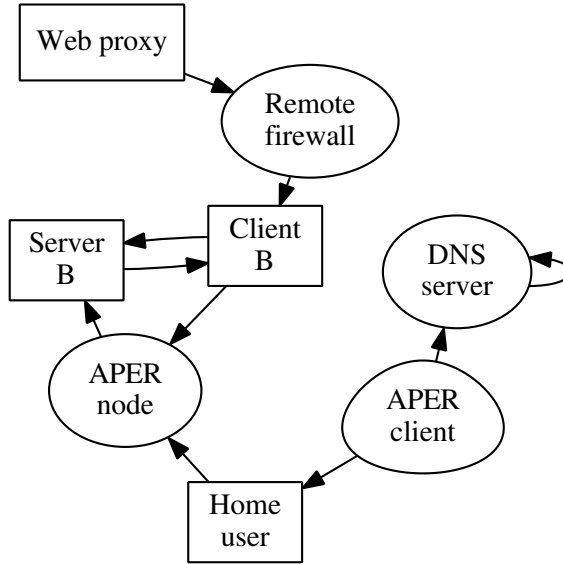 Web proxy
Remote
firewall
Server
B
Client
B
DNS
server
APER
node
APER
client
Home
user